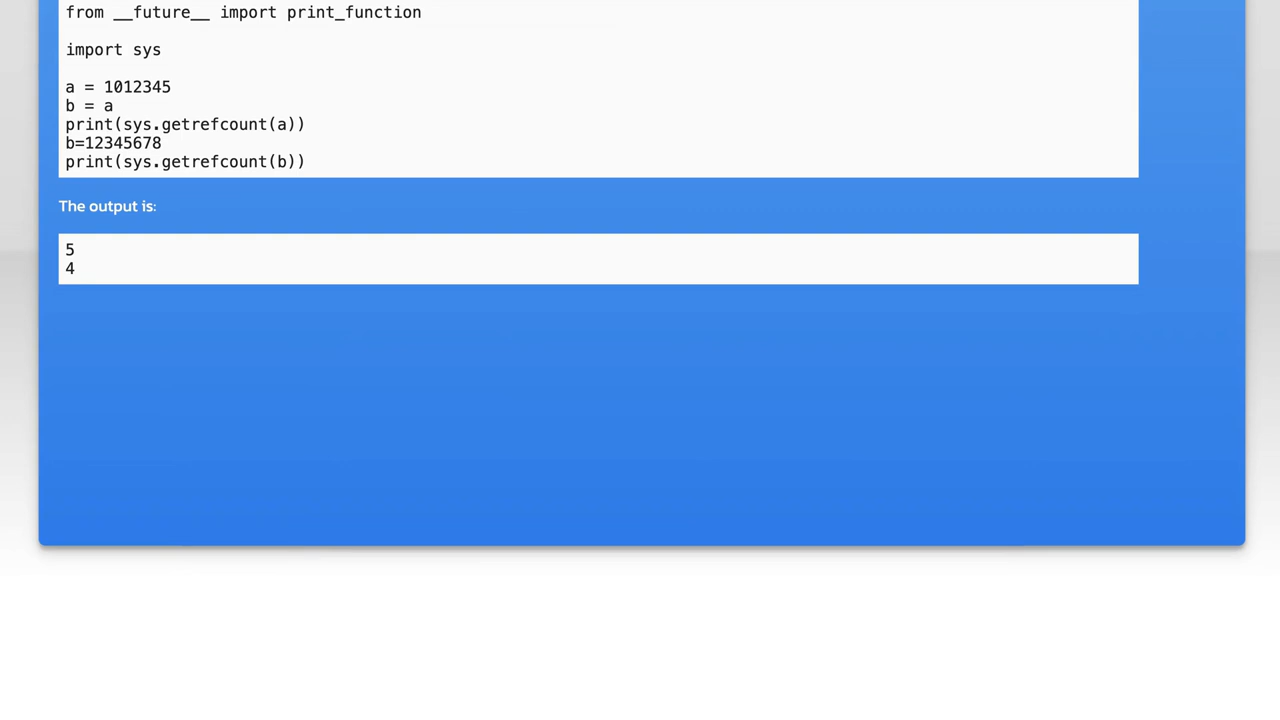 from __future__ import print_function
import sys
a = 1012345
b = a
print(sys.getrefcount(a))
b=12345678
print(sys.getrefcount(b))
The output is:
5
4